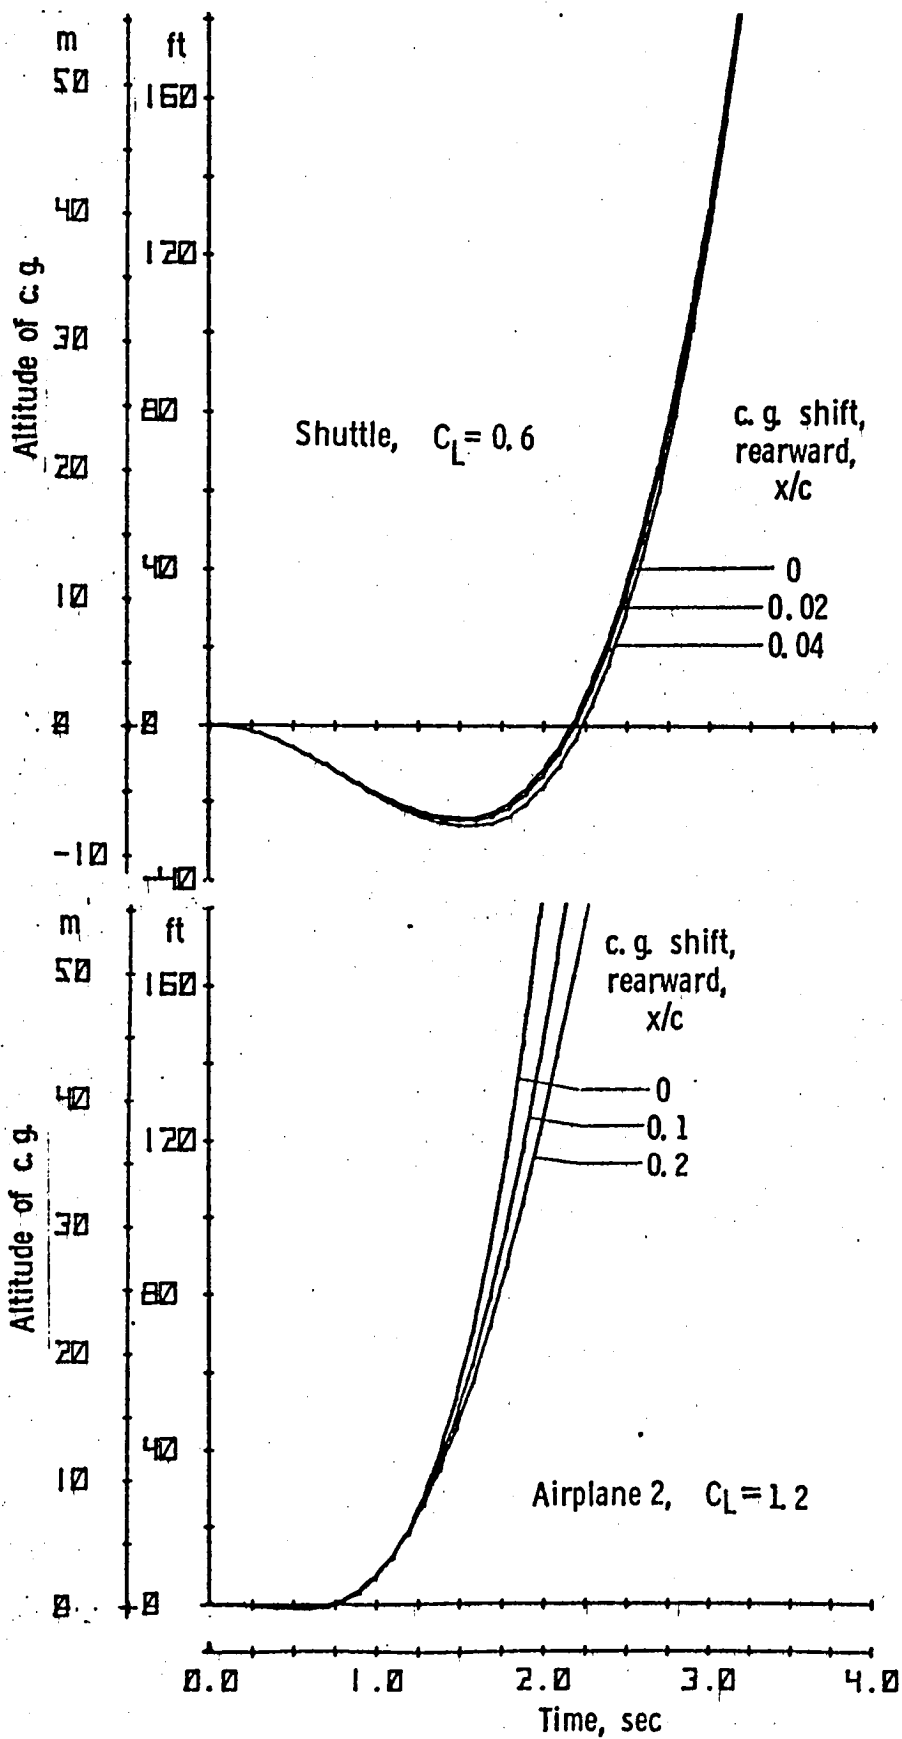 m ft
50
160
40
120
Altitude of c. g.
30
80
Shuttle, CL = 0.6
c. g. shift,
rearward,
x/c
20
40
0
10
0.02
0.04
0 0
-10
-40
m ft
c. g. shift,
rearward,
x/c
50
160
0
40
0.1
120
0.2
Altitude of c. g.
30
80
20
40
10
Airplane 2, CL = 1.2
0 0
0.0 1.0 2.0 3.0 4.0
Time, sec